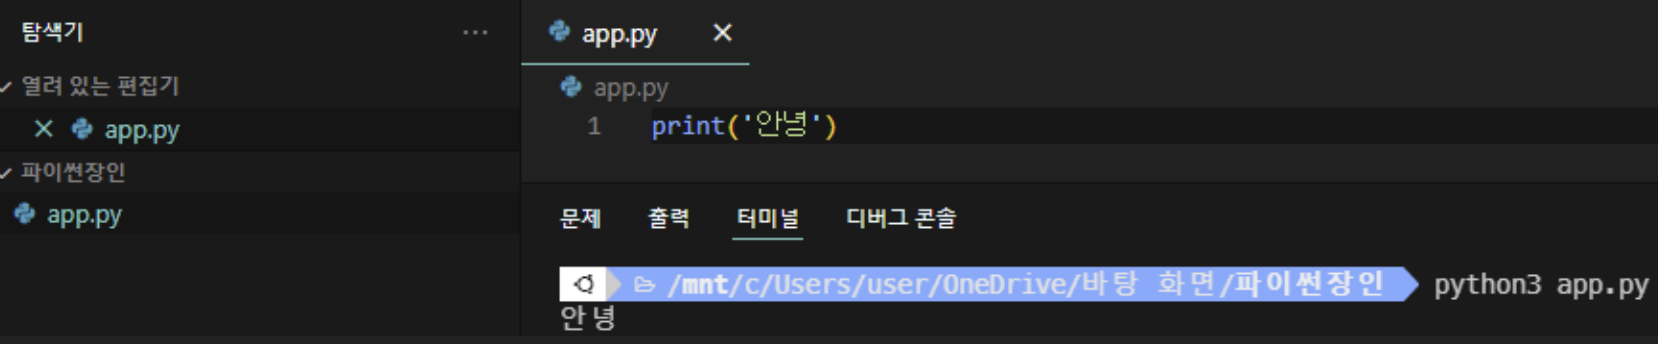 탐색기 ...
열려 있는 편집기
app.py
파이썬장인
app.py
app.py
app.py
1 print('안녕')
문제 출력 터미널 디버그 콘솔
/mnt/c/Users/user/OneDrive/바탕 화면/파이썬장인 python3 app.py
안녕